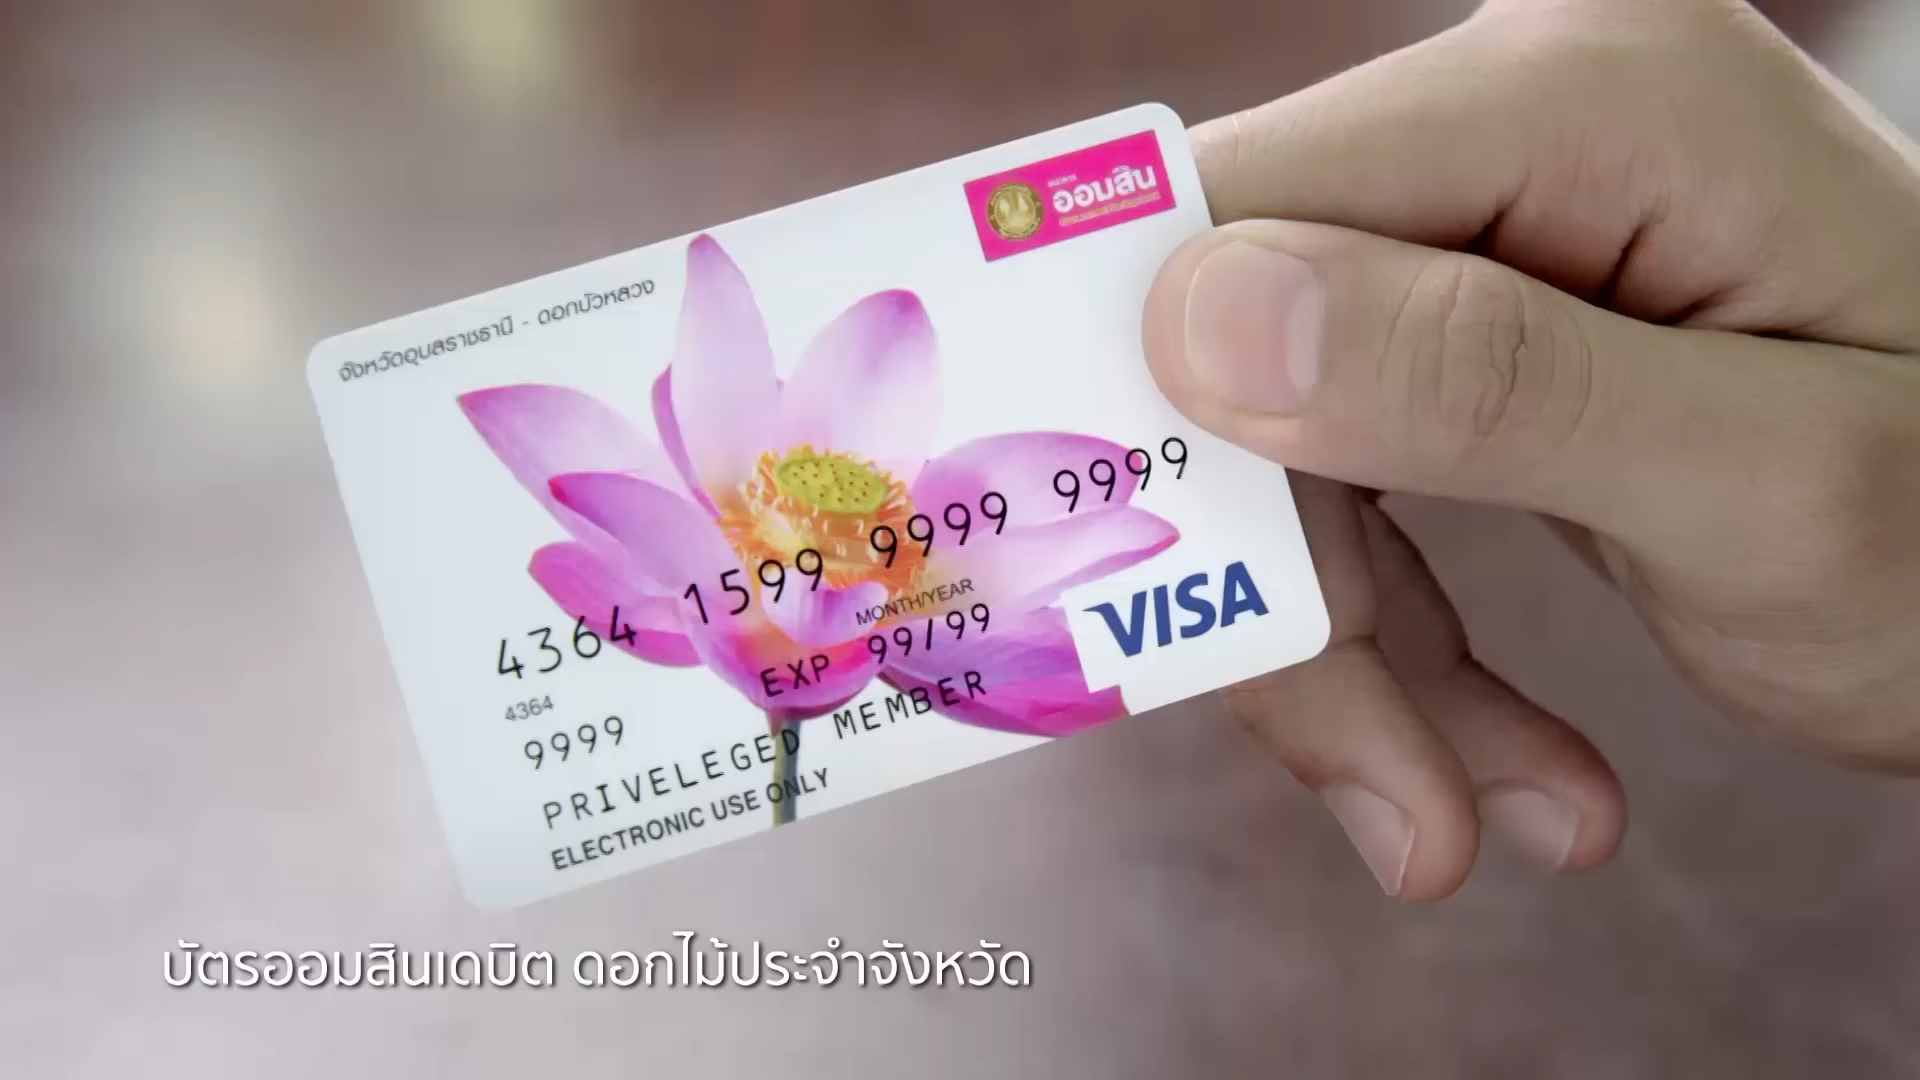 ออมสิน
จังหวัดอุบลราชธานี - ดอกบัวหลวง
4364 1599 9999 9999
4364
MONTH/YEAR
EXP 99/99
9999
PRIVELEGED MEMBER
ELECTRONIC USE ONLY
VISA
บัตรออมสินเดบิต ดอกไม้ประจำจังหวัด